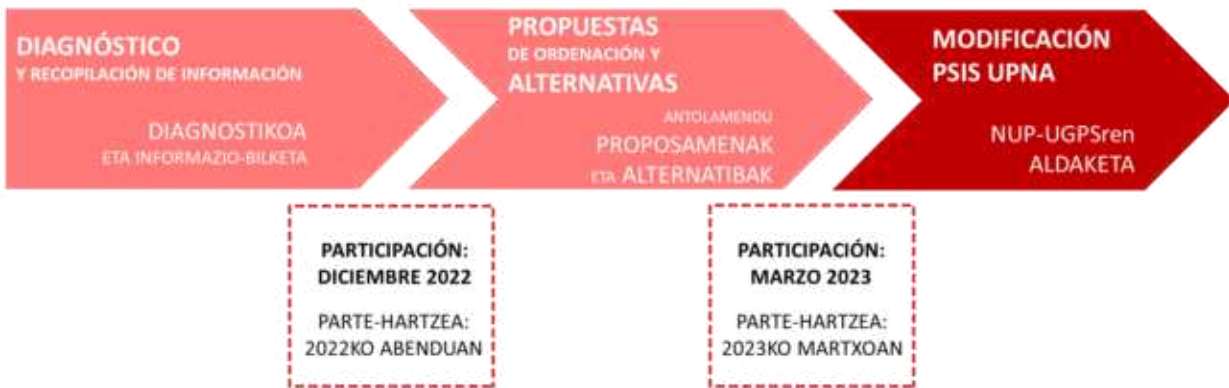 DIAGNÓSTICO
Y RECOPILACIÓN DE INFORMACIÓN
DIAGNOSTIKOA
ETA INFORMAZIO-BILKETA
PROPUESTAS
DE ORDENACIÓN Y
ALTERNATIVAS
ANTOLAMENDU
PROPOSAMENAK
ETA ALTERNATIBAK
MODIFICACIÓN
PSIS UPNA
NUP-UGPSren
ALDAKETA
PARTICIPACIÓN:
DICIEMBRE 2022
PARTE-HARTZEA:
2022KO ABENDUAN
PARTICIPACIÓN:
MARZO 2023
PARTE-HARTZEA:
2023KO MARTXOAN